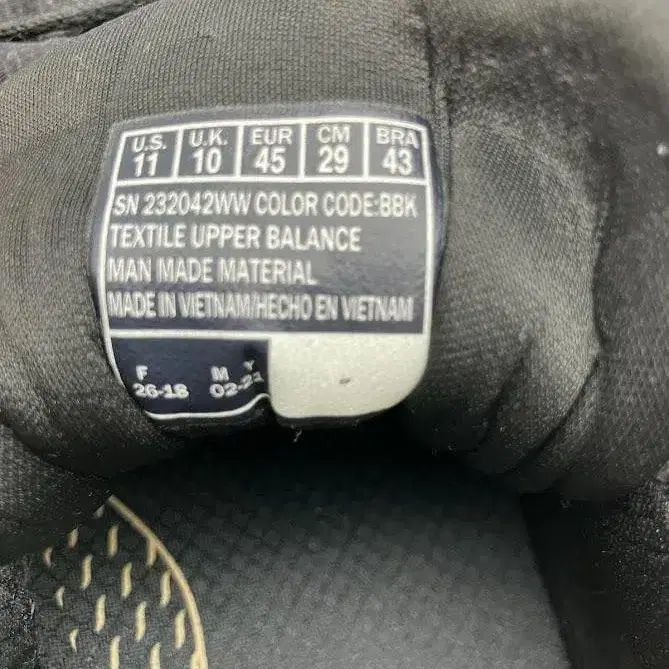 U.S. U.K. EUR CM BRA
11 10 45 29 43
SN 232042WW COLOR CODE:BBK
TEXTILE UPPER BALANCE
MAN MADE MATERIAL
MADE IN VIETNAM/HECHO EN VIETNAM
F M Y
26-18 02-21